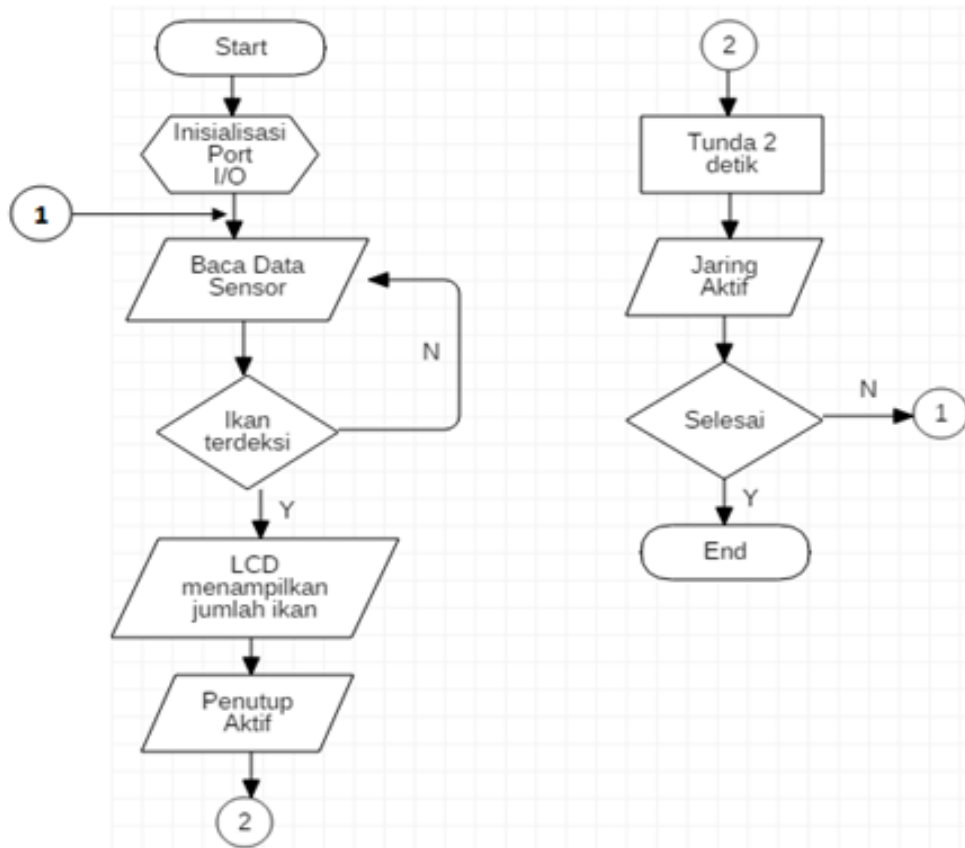 Start
Inisialisasi
Port
I/O
1
Baca Data
Sensor
N
Ikan
terdeksi
Y
LCD
menampilkan
jumlah ikan
Penutup
Aktif
2
2
Tunda 2
detik
Jaring
Aktif
Selesai
N
1
Y
End